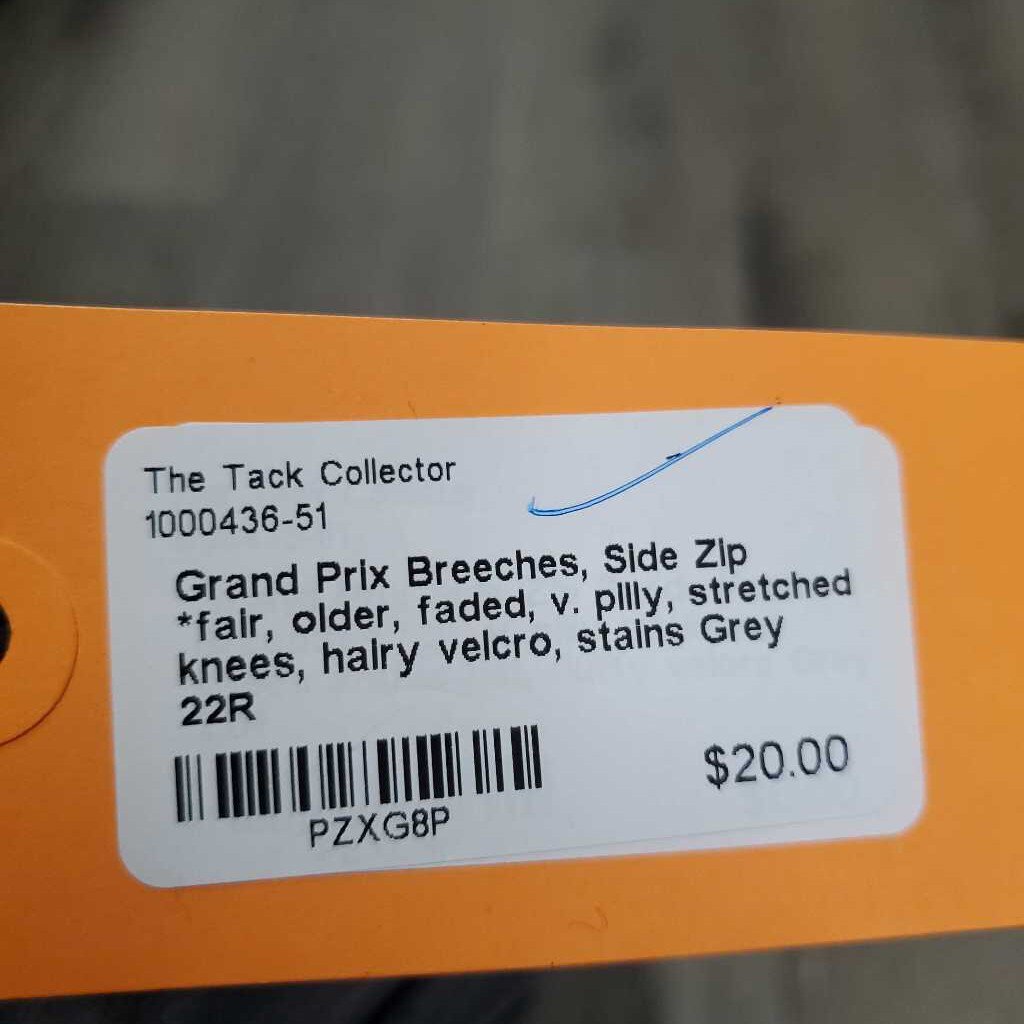 The Tack Collector
1000436-51
Grand Prix Breeches, Side Zip
*fair, older, faded, v. pilly, stretched
knees, hairy velcro, stains Grey
22R
$20.00
PZXG8P